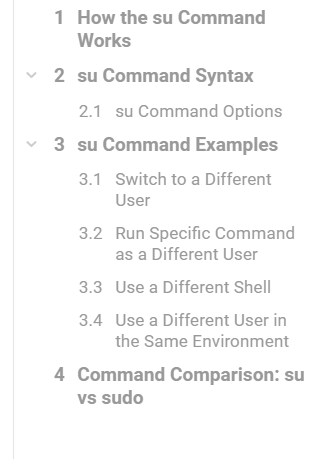 1 How the su Command
Works
2 su Command Syntax
2.1 su Command Options
3 su Command Examples
3.1 Switch to a Different
User
3.2 Run Specific Command
as a Different User
3.3 Use a Different Shell
3.4 Use a Different User in
the Same Environment
4 Command Comparison: su
vs sudo